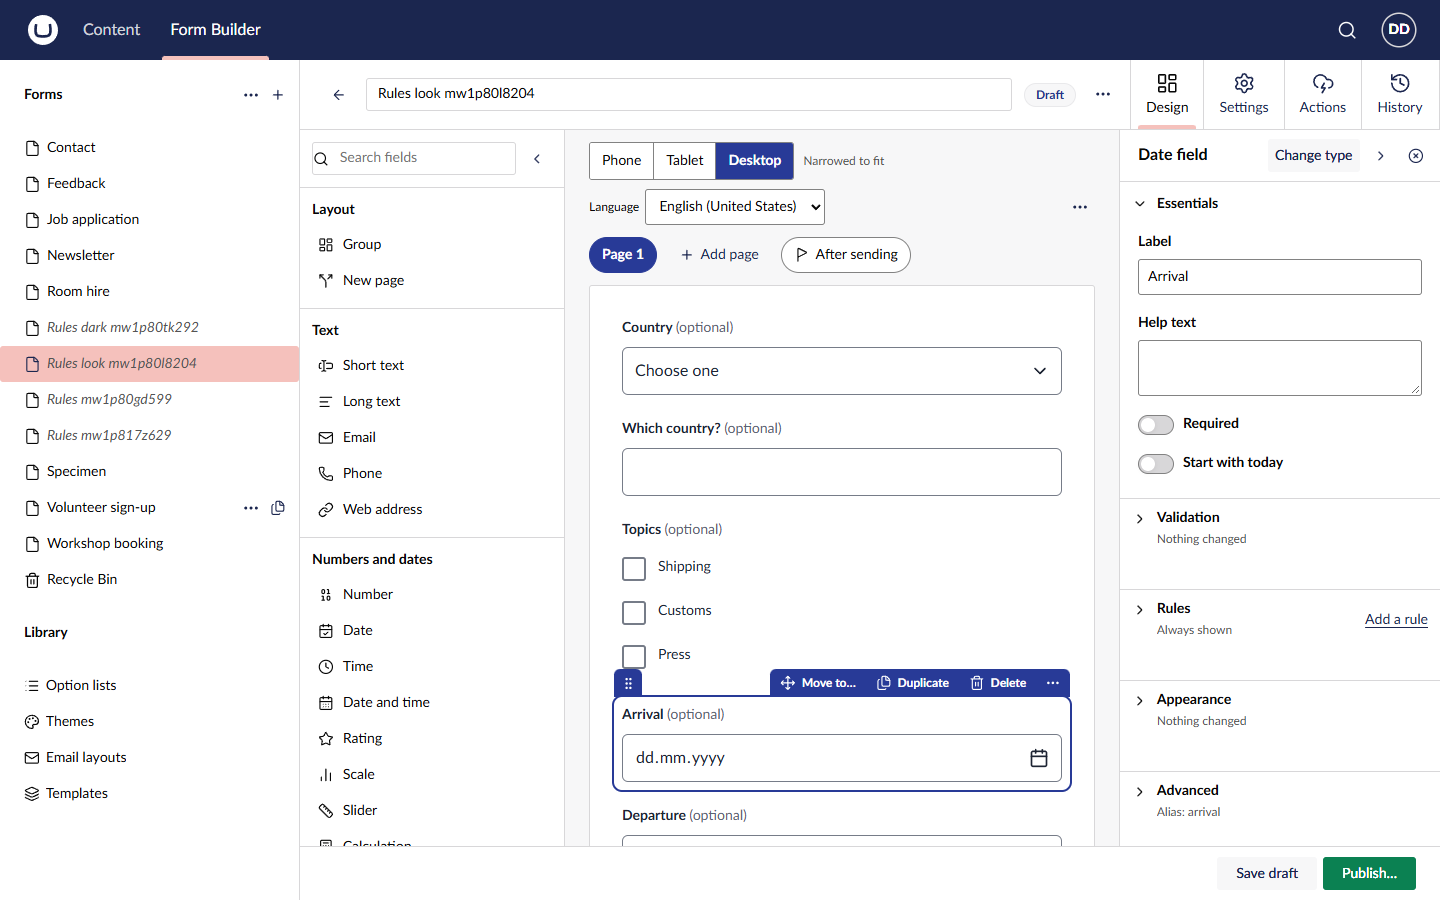 Content
Form Builder
DD
Forms
Contact
Feedback
Job application
Newsletter
Room hire
Rules dark mw1p80tk292
Rules look mw1p80l8204
Rules mw1p80gd599
Rules mw1p817z629
Specimen
Volunteer sign-up
Workshop booking
Recycle Bin
Library
Option lists
Themes
Email layouts
Templates
Rules look mw1p80l8204
Draft
Design
Settings
Actions
History
Search fields
Layout
Group
New page
Text
Short text
Long text
Email
Phone
Web address
Numbers and dates
Number
Date
Time
Date and time
Rating
Scale
Slider
Calculation
Phone
Tablet
Desktop
Narrowed to fit
Language
English (United States)
Page 1
Add page
After sending
Country (optional)
Choose one
Which country? (optional)
Topics (optional)
Shipping
Customs
Press
Move to...
Duplicate
Delete
Arrival (optional)
dd.mm.yyyy
Departure (optional)
Date field
Change type
Essentials
Label
Arrival
Help text
Required
Start with today
Validation
Nothing changed
Rules
Always shown
Add a rule
Appearance
Nothing changed
Advanced
Alias: arrival
Save draft
Publish...